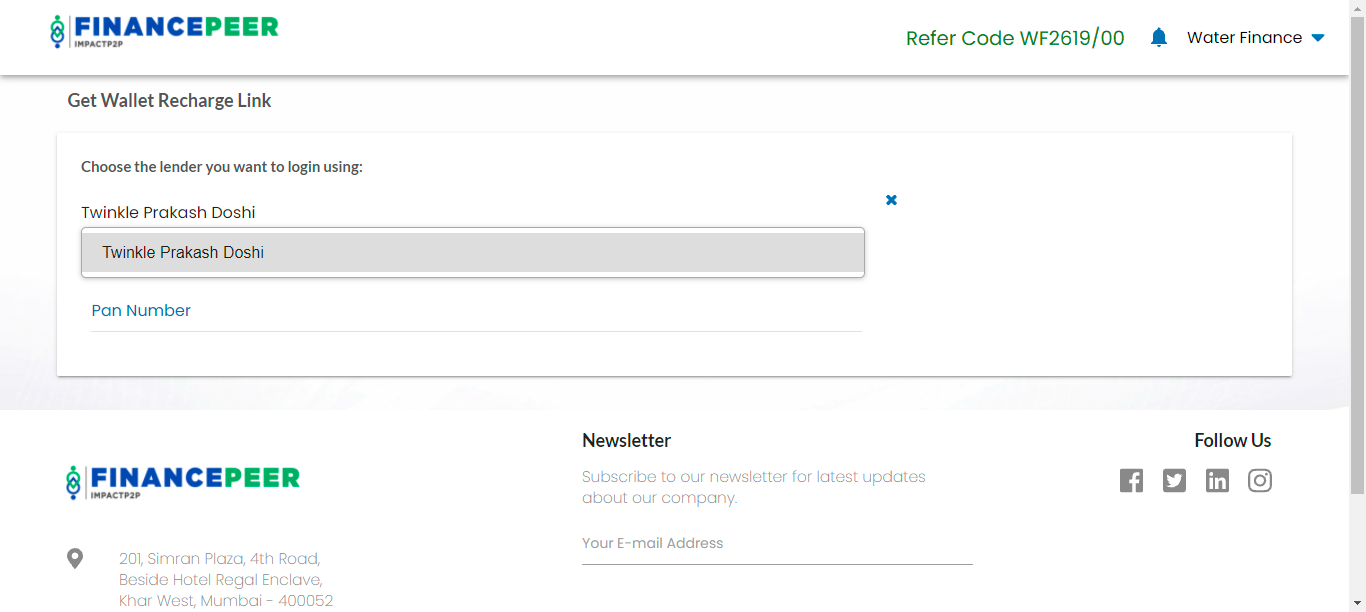 FINANCEPEER
IMPACTP2P
Refer Code WF2619/00
Water Finance
Get Wallet Recharge Link
Choose the lender you want to login using:
Twinkle Prakash Doshi
Twinkle Prakash Doshi
Pan Number
FINANCEPEER
IMPACTP2P
201, Simran Plaza, 4th Road,
Beside Hotel Regal Enclave,
Khar West, Mumbai - 400052
Newsletter
Subscribe to our newsletter for latest updates
about our company.
Your E-mail Address
Follow Us